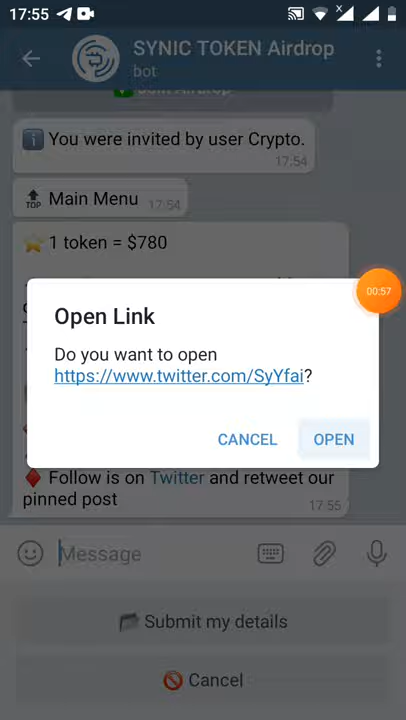 17:55
SYNIC TOKEN Airdrop
bot
You were invited by user Crypto.
17:54
TOP Main Menu 17:54
1 token = $780
00:57
Open Link
Do you want to open
https://www.twitter.com/SyYfai?
CANCEL OPEN
Follow is on Twitter and retweet our
pinned post
17:55
Message
Submit my details
Cancel